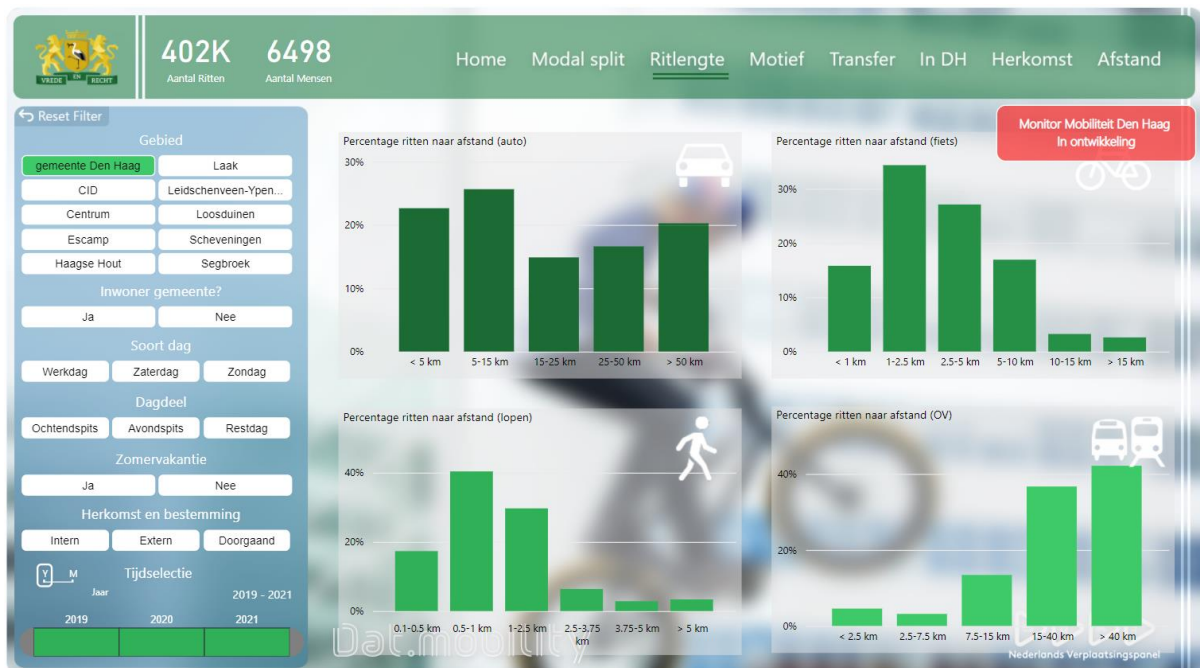 VREDE EN RECHT
402K
Aantal Ritten
6498
Aantal Mensen
Home Modal split Ritlengte Motief Transfer In DH Herkomst Afstand
Reset Filter
Gebied
gemeente Den Haag Laak
CID Leidschenveen-Ypen...
Centrum Loosduinen
Escamp Scheveningen
Haagse Hout Segbroek
Inwoner gemeente?
Ja Nee
Soort dag
Werkdag Zaterdag Zondag
Dagdeel
Ochtendspits Avondspits Restdag
Zomervakantie
Ja Nee
Herkomst en bestemming
Intern Extern Doorgaand
Y M Tijdselectie
Jaar 2019 - 2021
2019 2020 2021
Monitor Mobiliteit Den Haag
In ontwikkeling
Percentage ritten naar afstand (auto)
30%
20%
10%
0%
< 5 km 5-15 km 15-25 km 25-50 km > 50 km
Percentage ritten naar afstand (fiets)
30%
20%
10%
0%
< 1 km 1-2.5 km 2.5-5 km 5-10 km 10-15 km > 15 km
Percentage ritten naar afstand (lopen)
40%
20%
0%
0.1-0.5 km 0.5-1 km 1-2.5 km 2.5-3.75 km 3.75-5 km > 5 km
Percentage ritten naar afstand (OV)
40%
20%
0%
< 2.5 km 2.5-7.5 km 7.5-15 km 15-40 km > 40 km
Dat.mobility
Nederlands Verplaatsingspanel